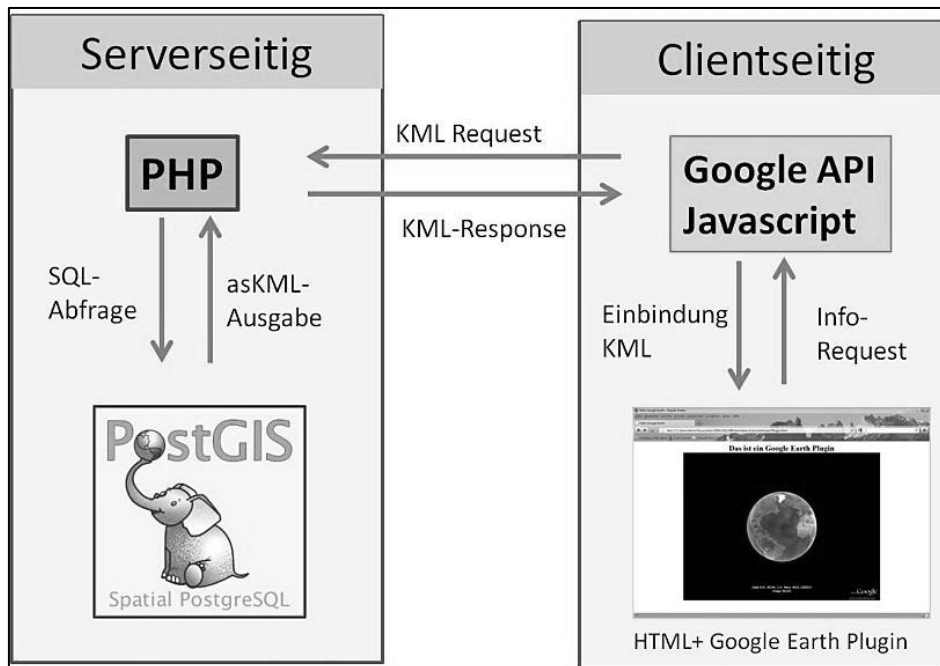 Serverseitig
Clientseitig
PHP
KML Request
KML-Response
Google API
Javascript
SQL-
Abfrage
asKML-
Ausgabe
Einbindung
KML
Info-
Request
PostGIS
Spatial PostgreSQL
Das ist ein Google Earth Plugin
Google
HTML+ Google Earth Plugin